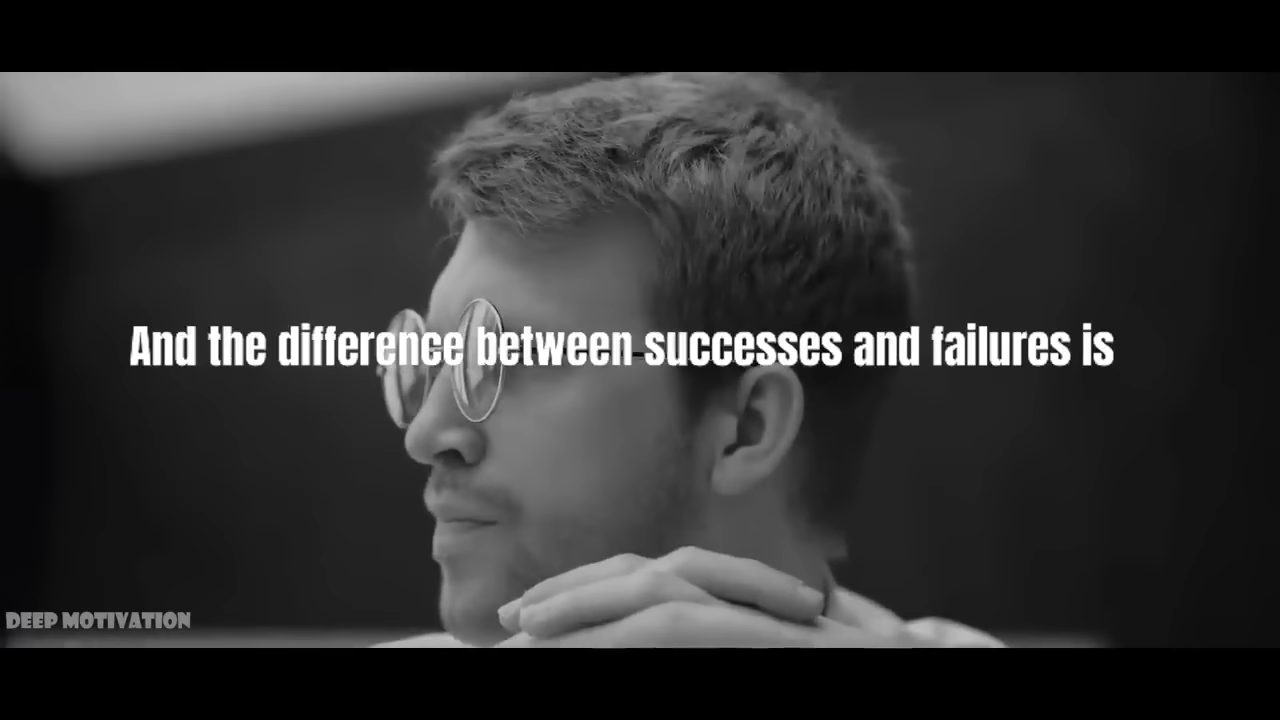 And the difference between successes and failures is
DEEP MOTIVATION